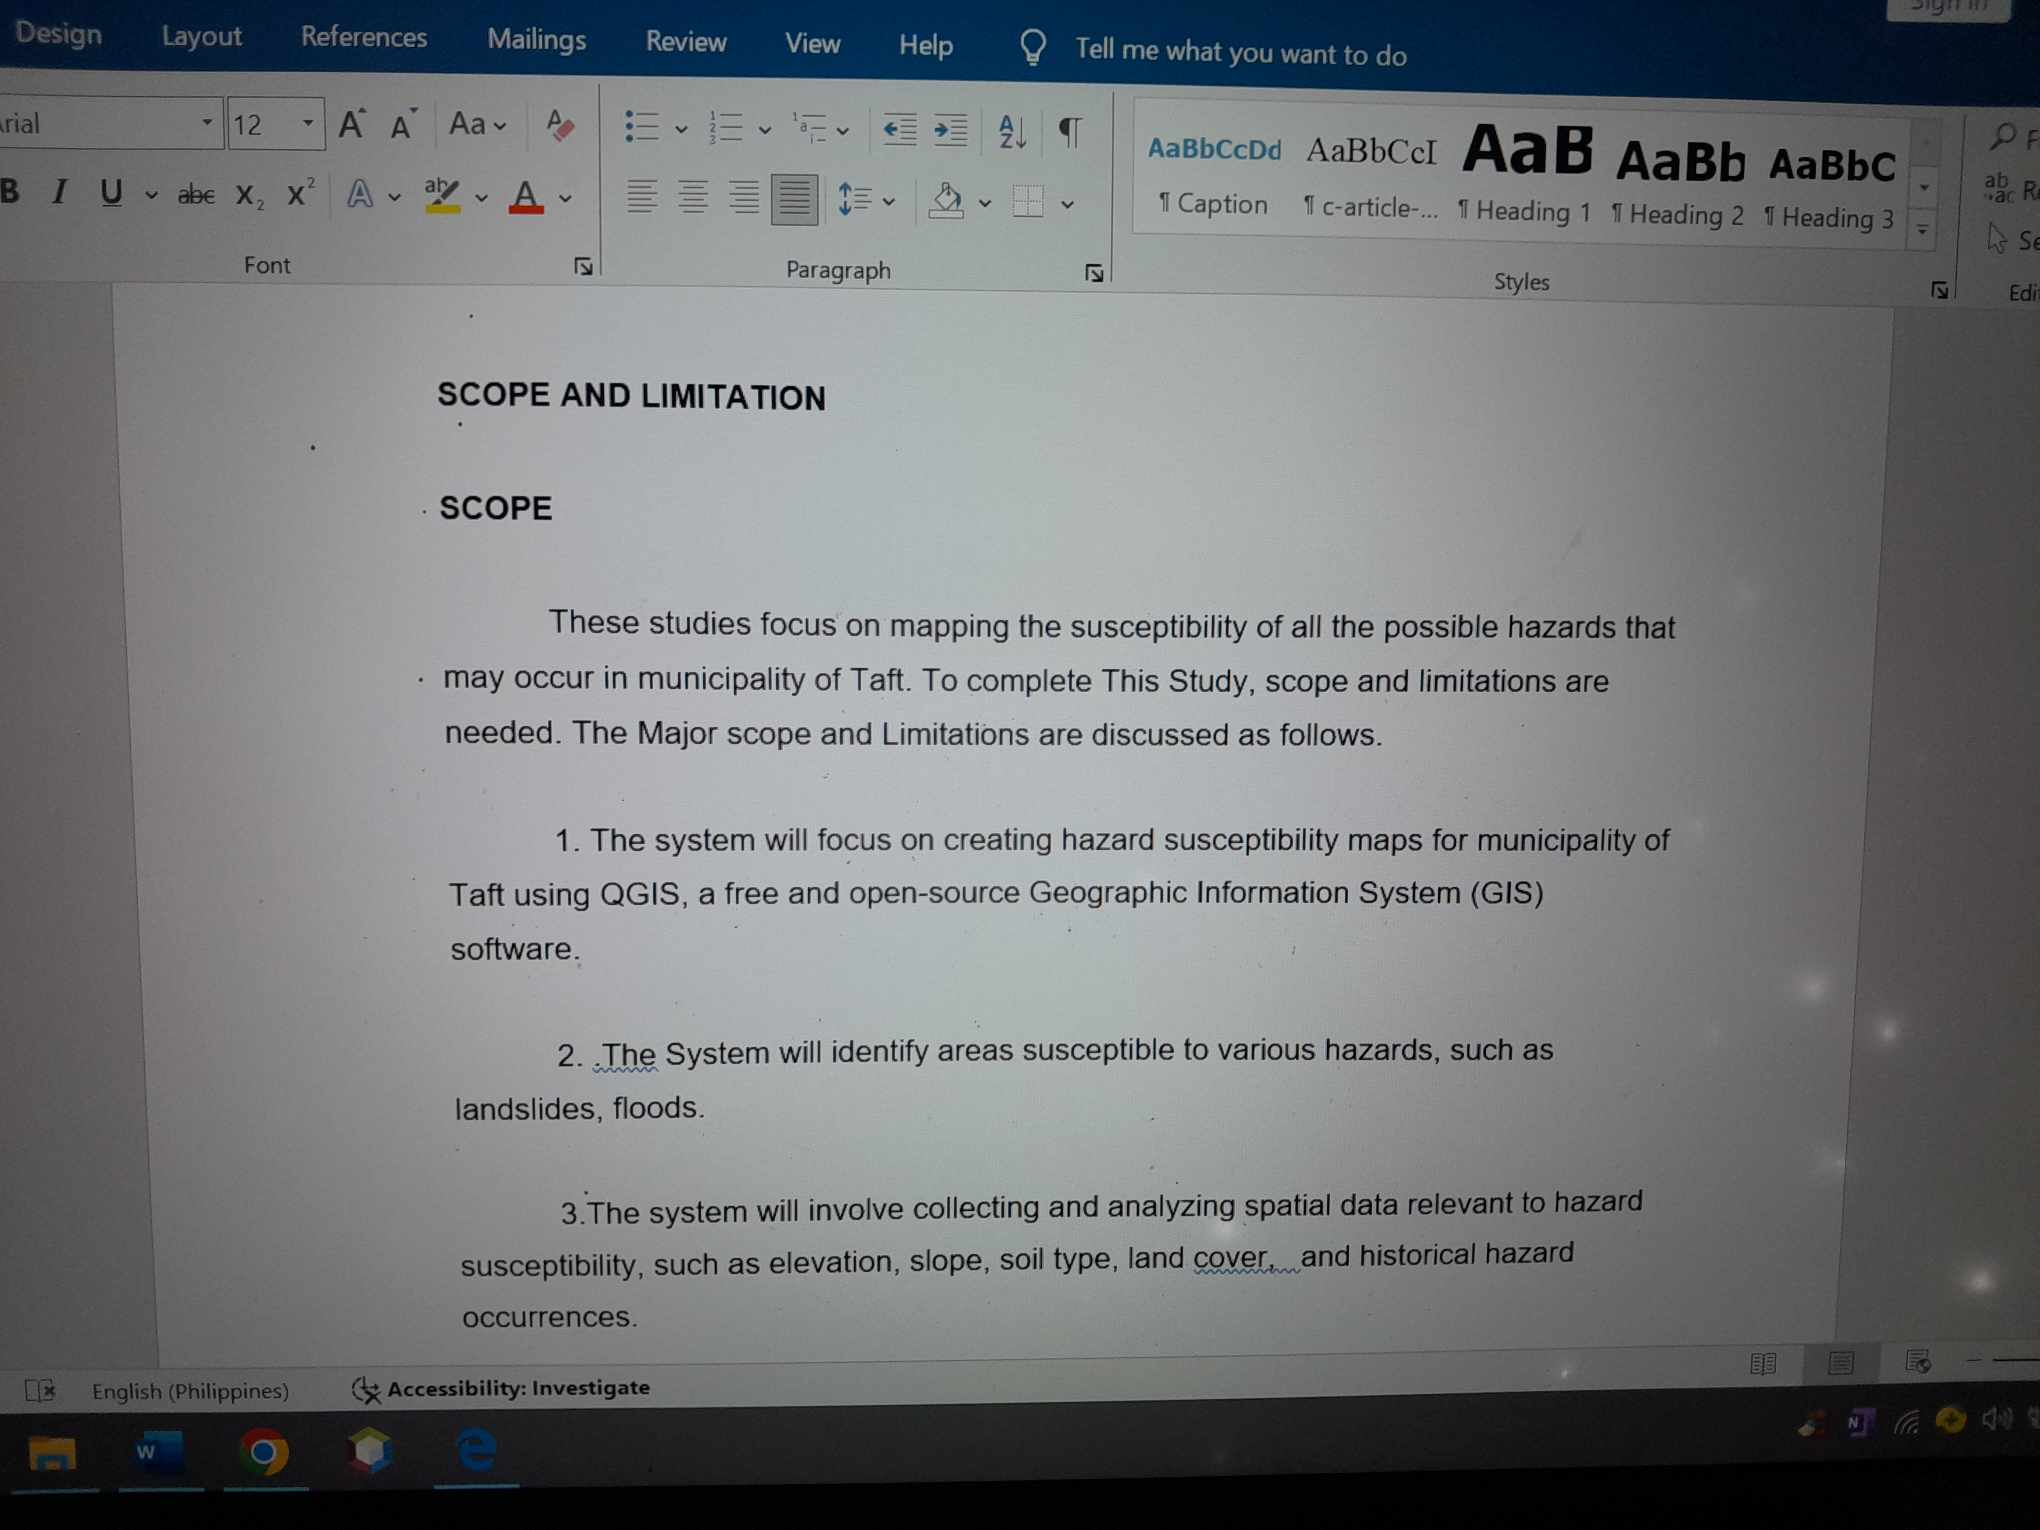 Design Layout References Mailings Review View Help Tell me what you want to do
12 Aa
AaBbCcDd AaBbCcI AaB AaBb AaBbC
B I U abc X₂ X² A ab A
¶ Caption ¶ c-article-... ¶ Heading 1 ¶ Heading 2 ¶ Heading 3
Font Paragraph Styles
SCOPE AND LIMITATION
SCOPE
These studies focus on mapping the susceptibility of all the possible hazards that
may occur in municipality of Taft. To complete This Study, scope and limitations are
needed. The Major scope and Limitations are discussed as follows.
1. The system will focus on creating hazard susceptibility maps for municipality of
Taft using QGIS, a free and open-source Geographic Information System (GIS)
software.
2. .The System will identify areas susceptible to various hazards, such as
landslides, floods.
3.The system will involve collecting and analyzing spatial data relevant to hazard
susceptibility, such as elevation, slope, soil type, land cover,  and historical hazard
occurrences.
English (Philippines) Accessibility: Investigate